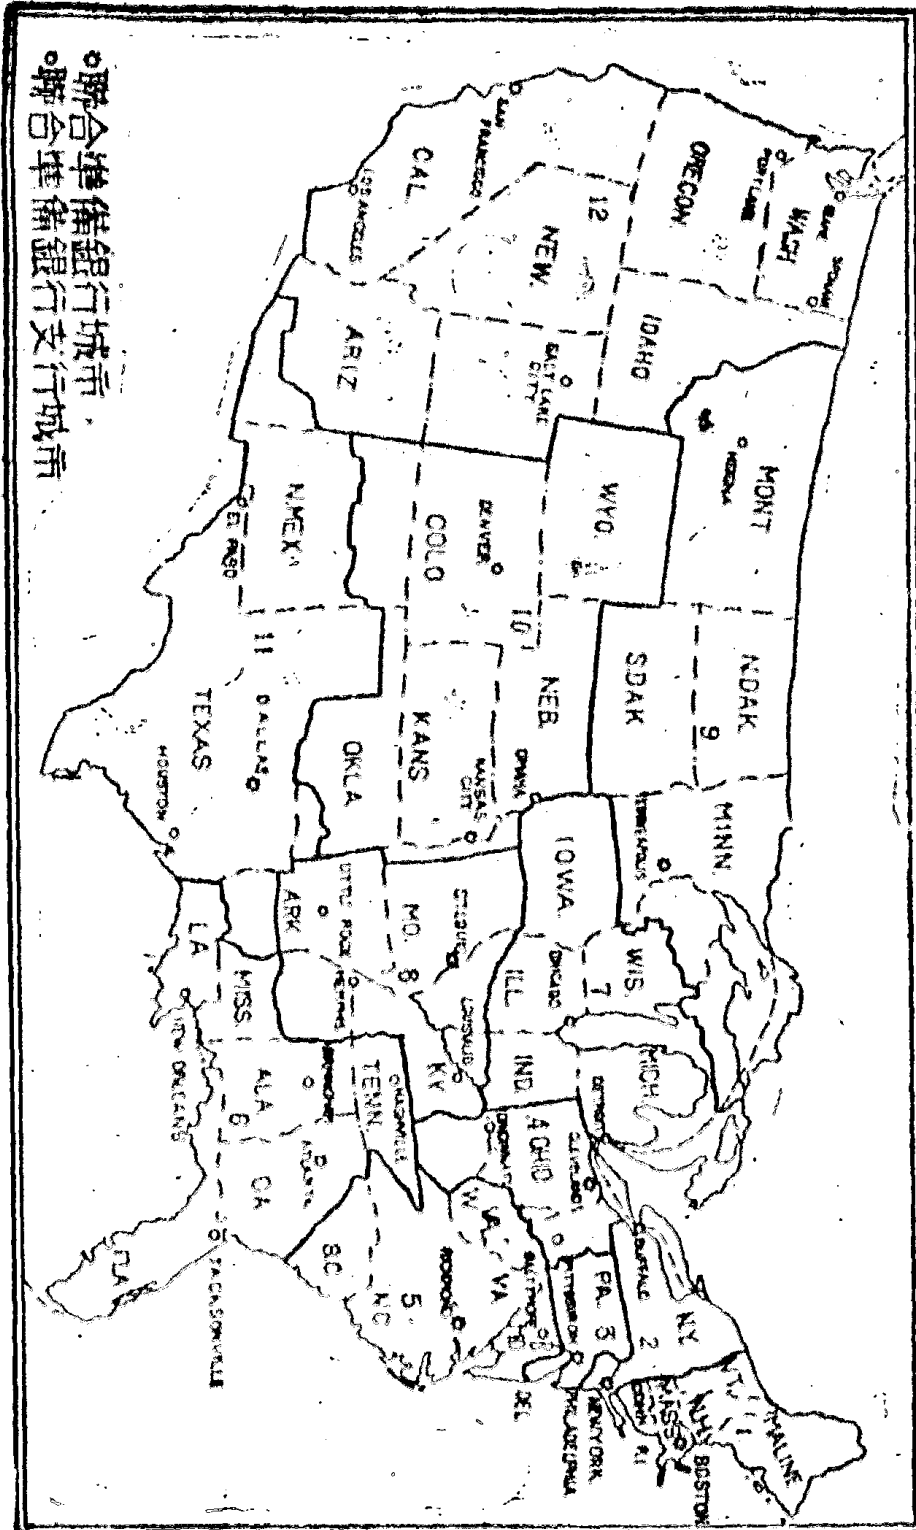 WASH
SPOKANE
PORTLAND
OREGON.
IDAHO
MONT
HELENA
N.DAK
S.DAK
9
MINN.
MINNEAPOLIS
WIS.
7
MICH.
DETROIT
CHICAGO
IOWA.
ILL
IND.
4 OHIO
CLEVELAND
CINCINNATI
PITTSBURGH
PA.
3
BUFFALO
N.Y.
2
MAINE
BOSTON
MASS
CONN
R.I.
NEW YORK
PHILADELPHIA
DEL
BALTIMORE
W. VA
VA
RICHMOND
5
N.C
S.C
12
SAN FRANCISCO
CAL.
LOS ANGELES
NEW.
SALT LAKE CITY
WYO.
NEB.
OMAHA
10
DENVER
COLO
KANS
KANSAS CITY
MO.
8
ST LOUIS
LOUISVILLE
KY
TENN.
NASHVILLE
MEMPHIS
ARIZ
N.MEX
EL PASO
OKLA
ARK
LITTLE ROCK
11
DALLAS
TEXAS
HOUSTON
LA
NEW ORLEANS
MISS.
ALA
6
BIRMINGHAM
GA
ATLANTA
JACKSONVILLE
FLA
◦聯合準備銀行城市
◦聯合準備銀行支行城市